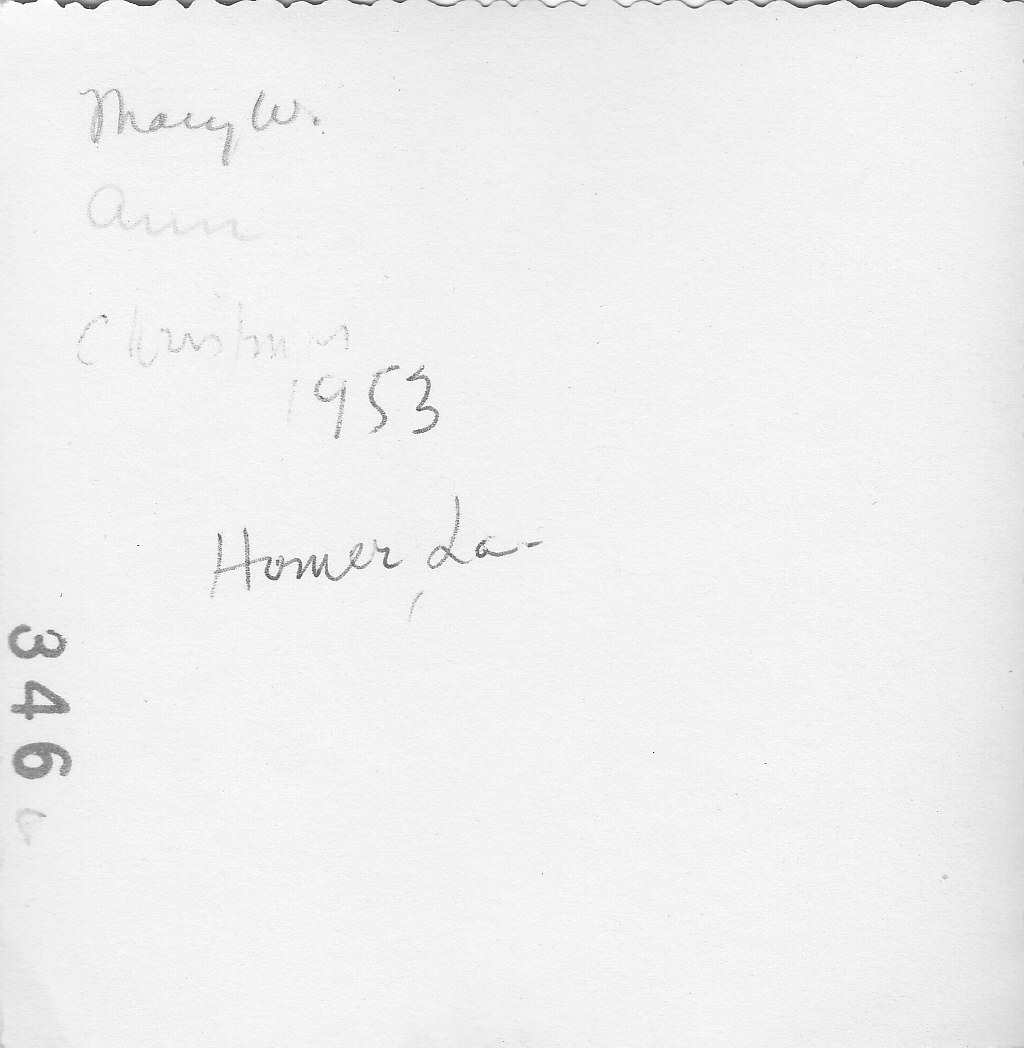 Mary W.
Ann
Christmas
1953
Homer, La-
346